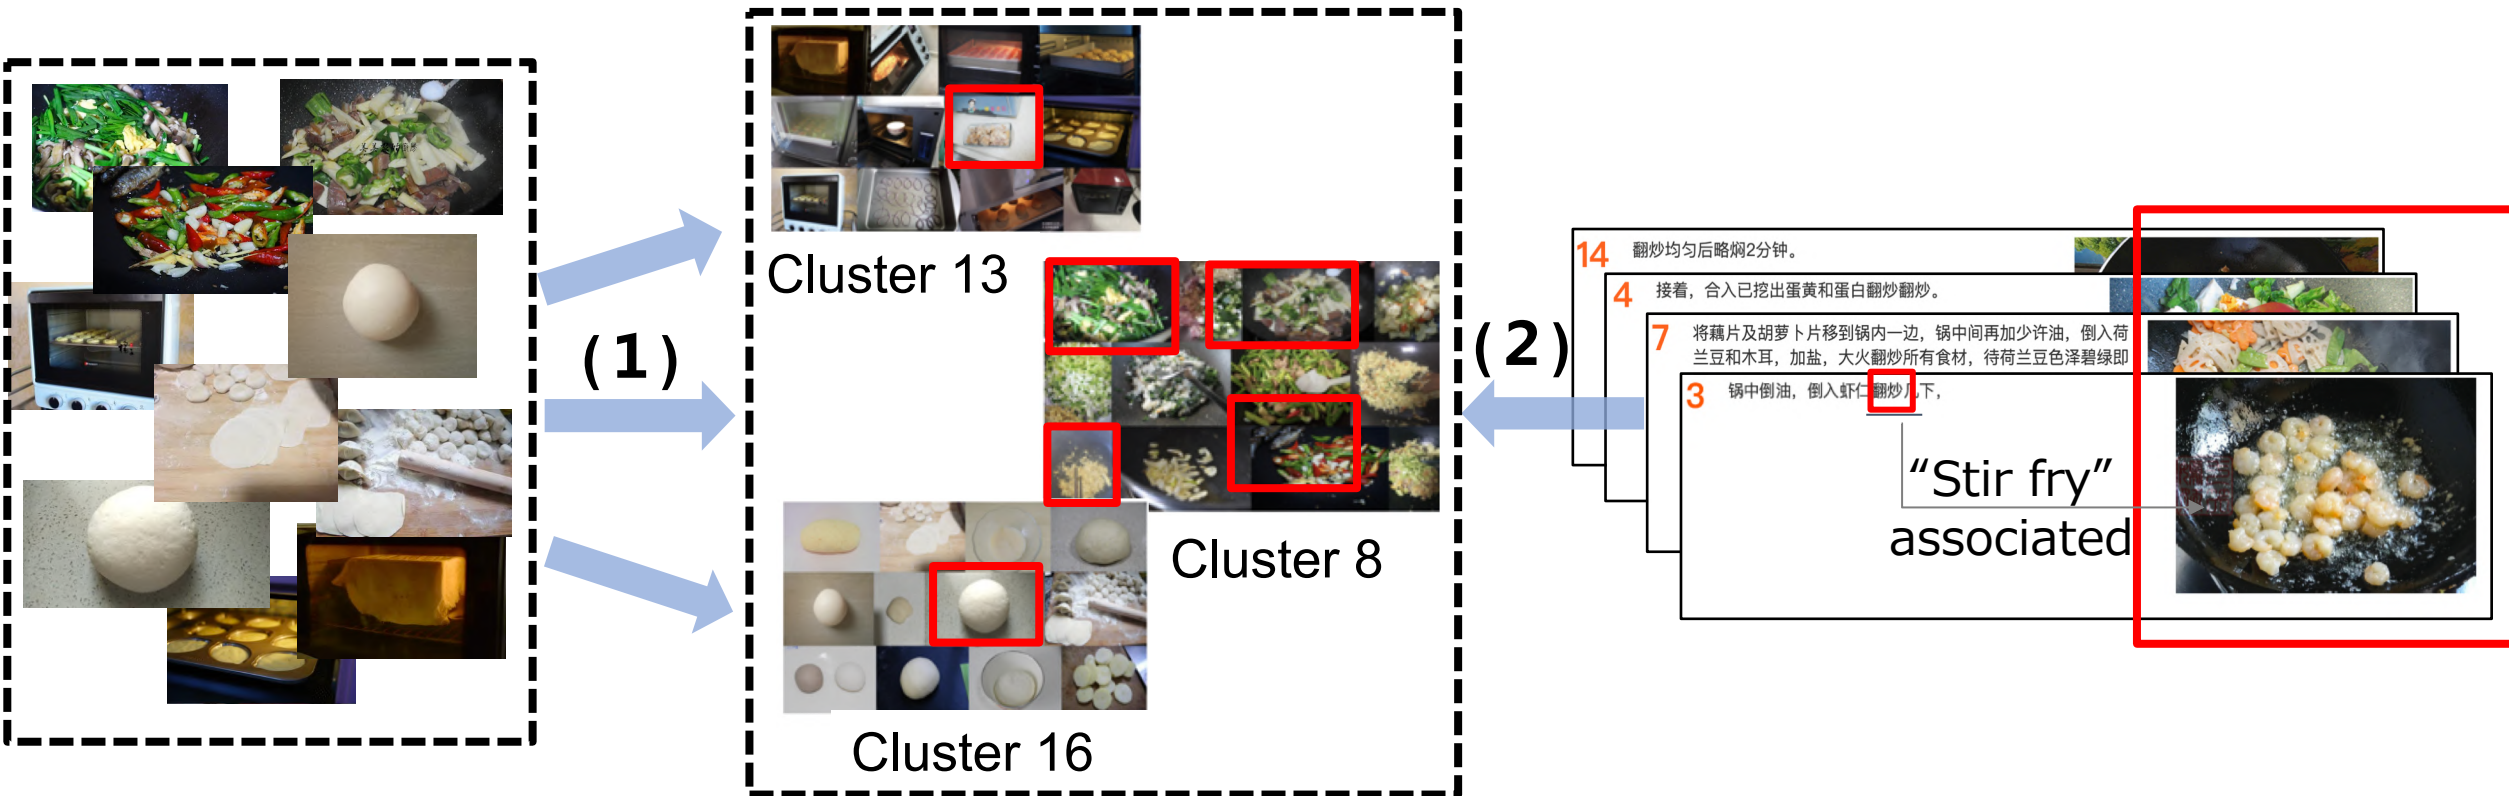 (1)
Cluster 13
Cluster 8
Cluster 16
(2)
14 翻炒均匀后略焖2分钟。
4 接着，合入已挖出蛋黄和蛋白翻炒翻炒。
7 将藕片及胡萝卜片移到锅内一边，锅中间再加少许油，倒入荷
兰豆和木耳，加盐，大火翻炒所有食材，待荷兰豆色泽碧绿即
3 锅中倒油，倒入虾仁翻炒几下，
“Stir fry”
associated